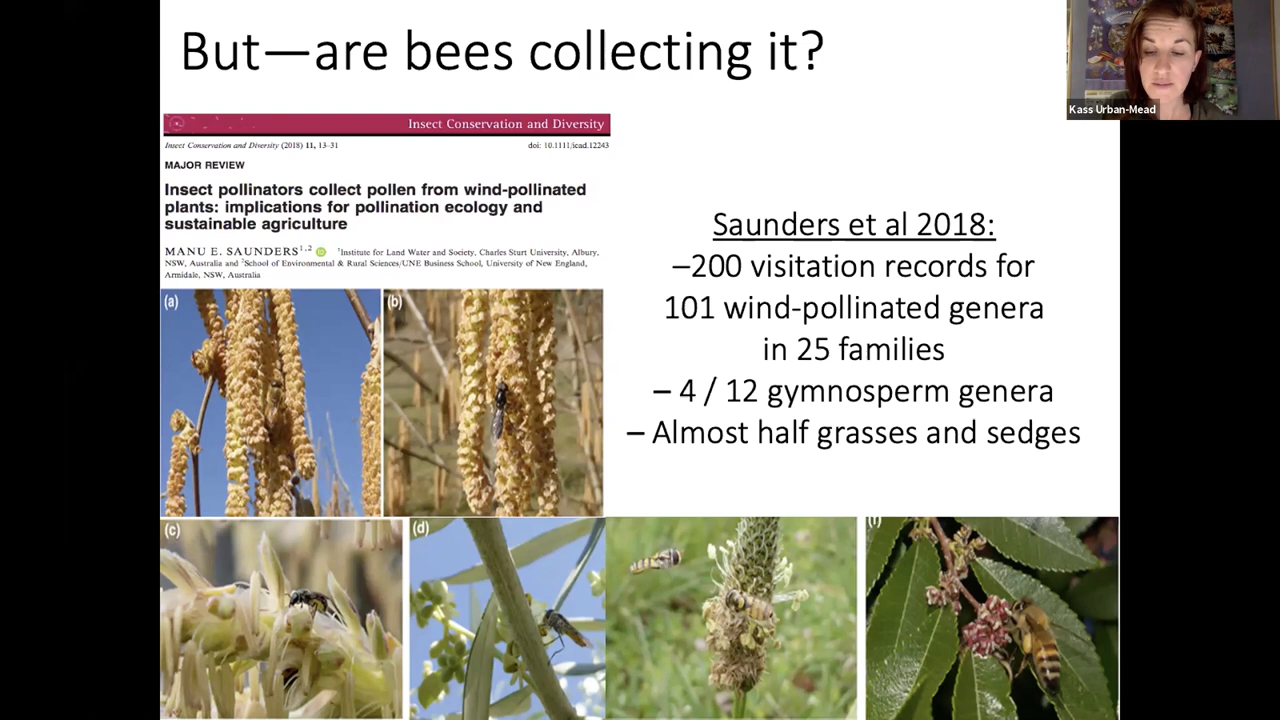 But—are bees collecting it?
Kass Urban-Mead
Insect Conservation and Diversity
Insect Conservation and Diversity (2018) 11, 13–31
doi: 10.1111/icad.12243
MAJOR REVIEW
Insect pollinators collect pollen from wind-pollinated
plants: implications for pollination ecology and
sustainable agriculture
MANU E. SAUNDERS1,2 iD 1Institute for Land Water and Society, Charles Sturt University, Albury,
NSW, Australia and 2School of Environmental & Rural Sciences/UNE Business School, University of New England,
Armidale, NSW, Australia
Saunders et al 2018:
–200 visitation records for
101 wind-pollinated genera
in 25 families
– 4 / 12 gymnosperm genera
– Almost half grasses and sedges
(a)
(b)
(c)
(d)
(f)